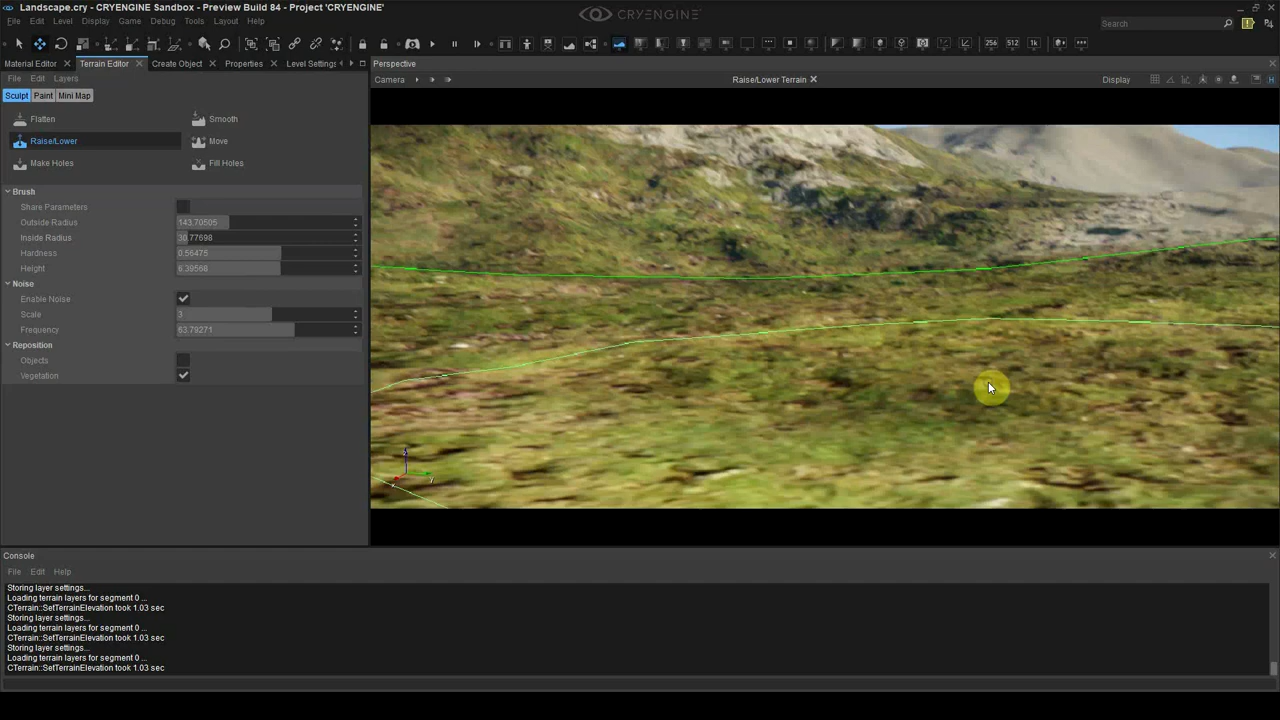 Landscape.cry - CRYENGINE Sandbox - Preview Build 84 - Project 'CRYENGINE'
CRYENGINE
File Edit Level Display Game Debug Tools Layout Help
Search
256 512 1k
Material Editor Terrain Editor Create Object Properties Level Settings
Perspective
File Edit Layers
Camera
Raise/Lower Terrain
Display
H
Sculpt Paint Mini Map
Flatten Smooth
Raise/Lower Move
Make Holes Fill Holes
Brush
Share Parameters
Outside Radius 143.70505
Inside Radius 30.77698
Hardness 0.56475
Height 6.39568
Noise
Enable Noise
Scale 3
Frequency 63.79271
Reposition
Objects
Vegetation
Console
File Edit Help
Storing layer settings...
Loading terrain layers for segment 0 ...
CTerrain::SetTerrainElevation took 1.03 sec
Storing layer settings...
Loading terrain layers for segment 0 ...
CTerrain::SetTerrainElevation took 1.03 sec
Storing layer settings...
Loading terrain layers for segment 0 ...
CTerrain::SetTerrainElevation took 1.03 sec